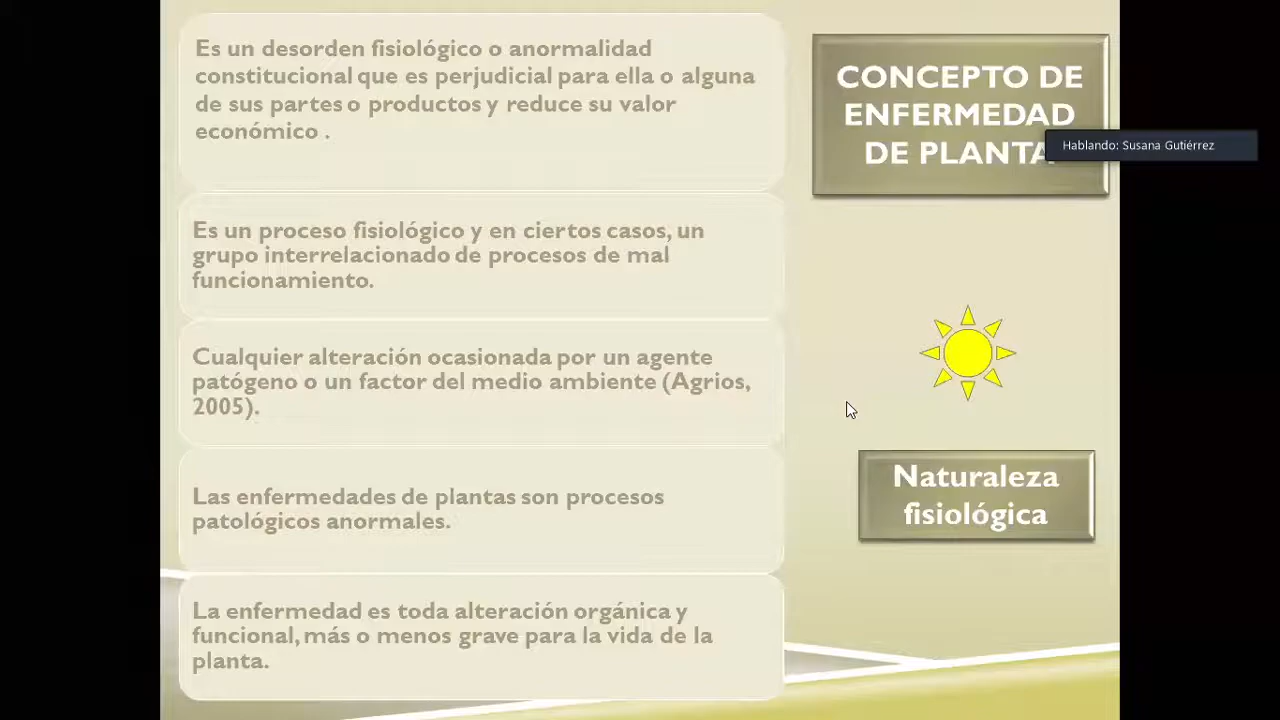 Es un desorden fisiológico o anormalidad
constitucional que es perjudicial para ella o alguna
de sus partes o productos y reduce su valor
económico .
Es un proceso fisiológico y en ciertos casos, un
grupo interrelacionado de procesos de mal
funcionamiento.
Cualquier alteración ocasionada por un agente
patógeno o un factor del medio ambiente (Agrios,
2005).
Las enfermedades de plantas son procesos
patológicos anormales.
La enfermedad es toda alteración orgánica y
funcional, más o menos grave para la vida de la
planta.
CONCEPTO DE
ENFERMEDAD
DE PLANTA
Hablando: Susana Gutiérrez
Naturaleza
fisiológica